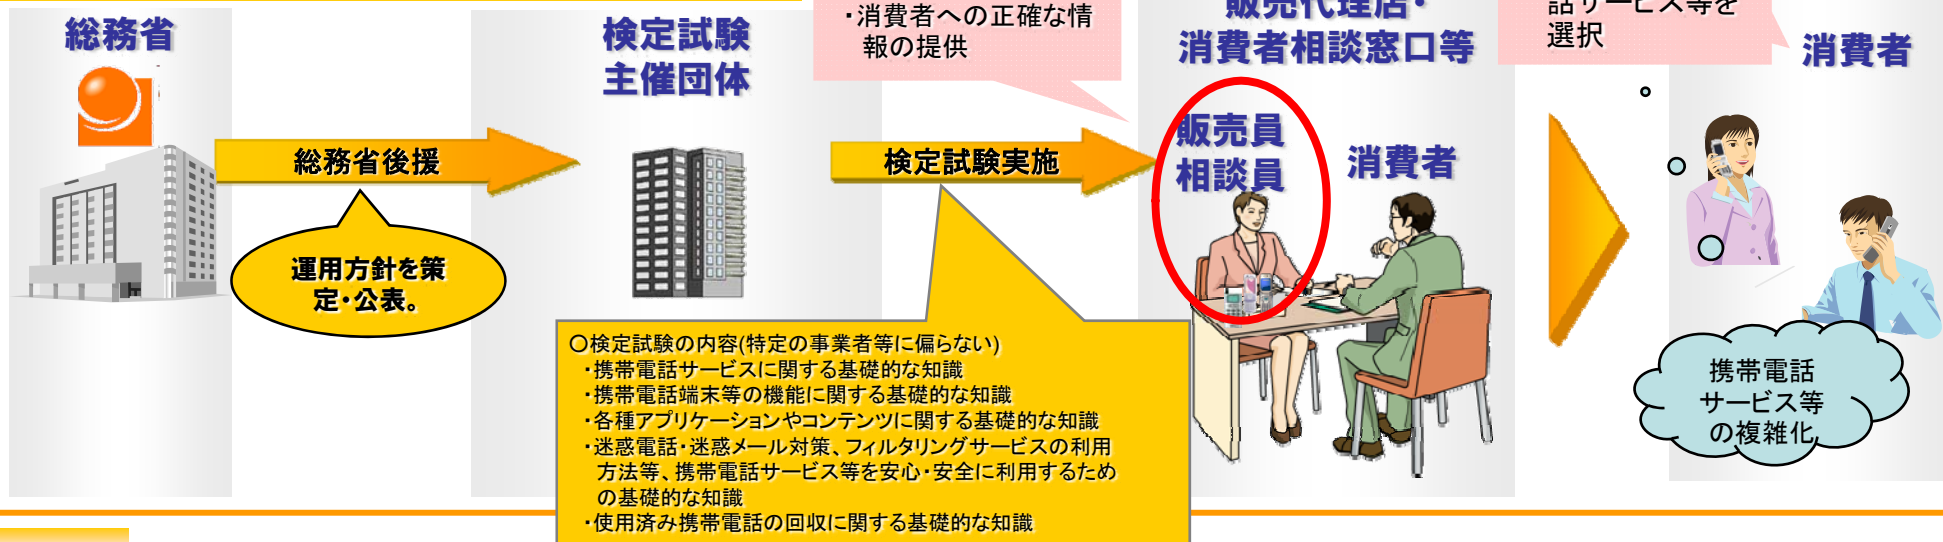 総務省
総務省後援
運用方針を策
定・公表。
検定試験
主催団体
・消費者への正確な情
報の提供
検定試験実施
〇検定試験の内容(特定の事業者等に偏らない)
・携帯電話サービスに関する基礎的な知識
・携帯電話端末等の機能に関する基礎的な知識
・各種アプリケーションやコンテンツに関する基礎的な知識
・迷惑電話・迷惑メール対策、フィルタリングサービスの利用
方法等、携帯電話サービス等を安心・安全に利用するため
の基礎的な知識
・使用済み携帯電話の回収に関する基礎的な知識
販売代理店・
消費者相談窓口等
販売員
相談員
消費者
話サービス等を
選択
消費者
携帯電話
サービス等
の複雑化